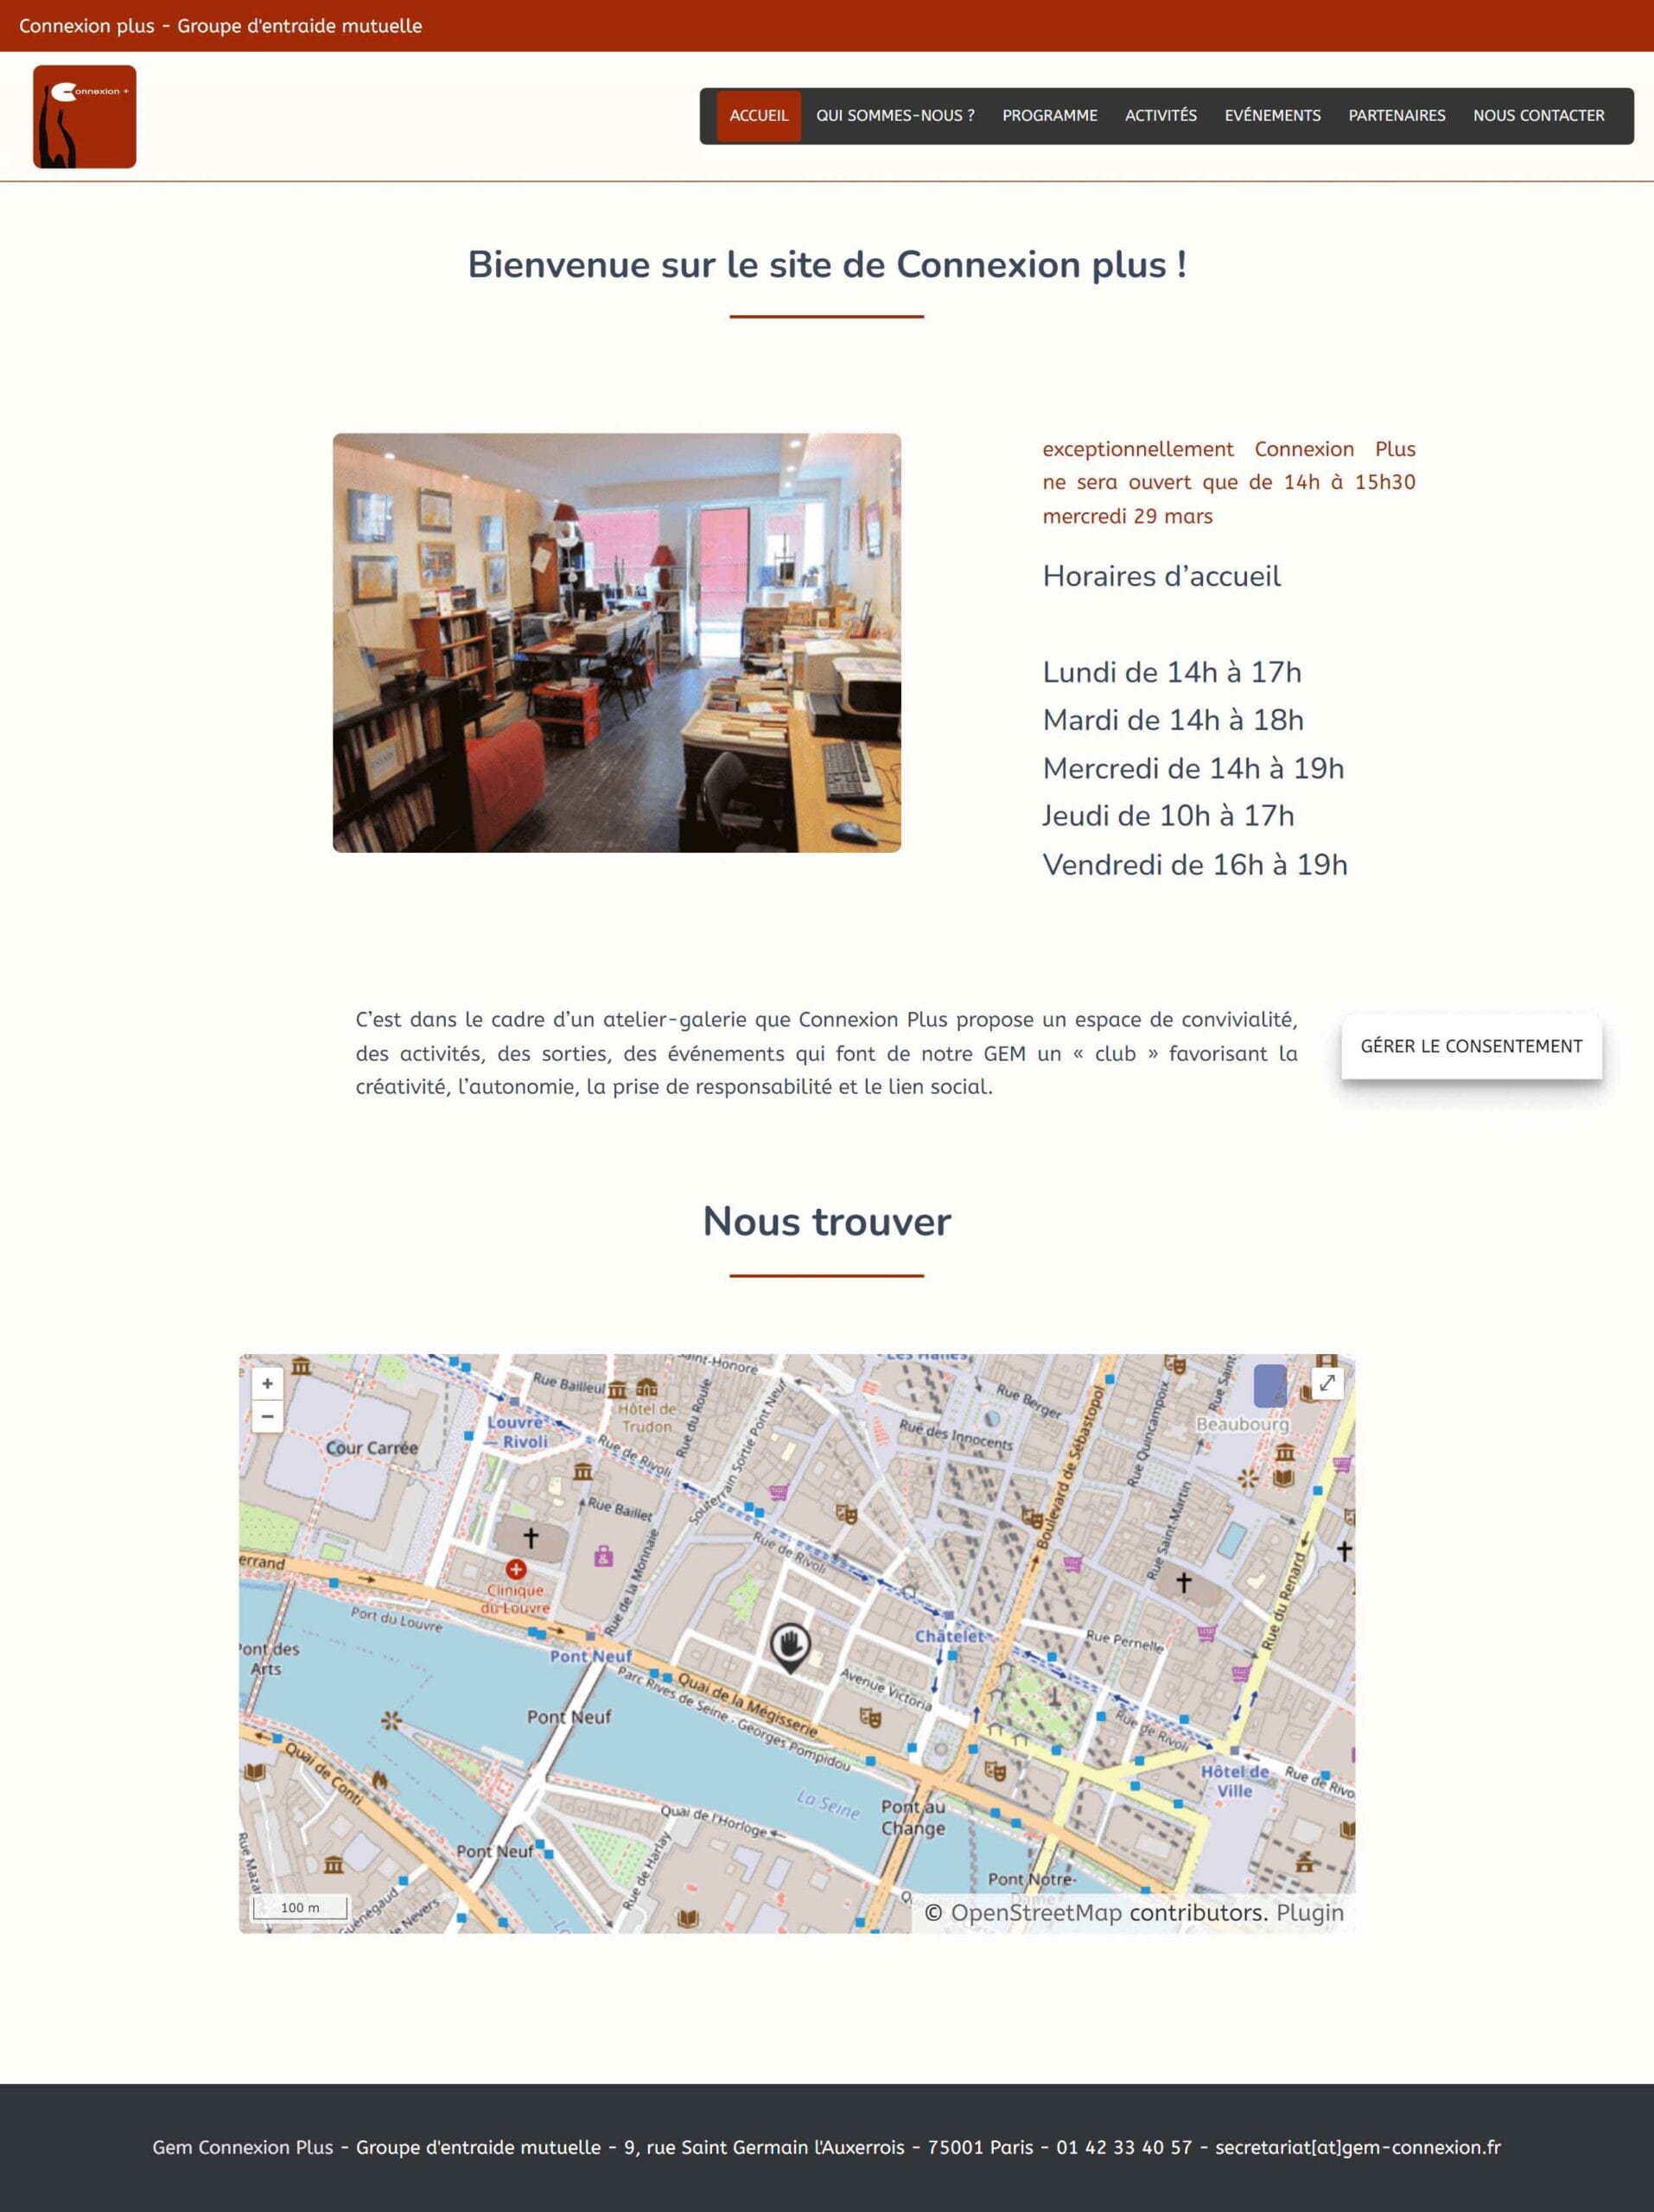 Connexion plus - Groupe d'entraide mutuelle
Connexion +
ACCUEIL QUI SOMMES-NOUS ? PROGRAMME ACTIVITÉS EVÉNEMENTS PARTENAIRES NOUS CONTACTER
Bienvenue sur le site de Connexion plus !
exceptionnellement Connexion Plus
ne sera ouvert que de 14h à 15h30
mercredi 29 mars
Horaires d’accueil
Lundi de 14h à 17h
Mardi de 14h à 18h
Mercredi de 14h à 19h
Jeudi de 10h à 17h
Vendredi de 16h à 19h
C’est dans le cadre d’un atelier-galerie que Connexion Plus propose un espace de convivialité,
des activités, des sorties, des événements qui font de notre GEM un « club » favorisant la
créativité, l’autonomie, la prise de responsabilité et le lien social.
GÉRER LE CONSENTEMENT
Nous trouver
+
−
Rue Bailleul
Hôtel de
Trudon
Rue du Roule
Rue Berger
Rue Quincampoix
Beaubourg
Louvre
– Rivoli
Cour Carrée
Rue de Rivoli
Souterrain Sortie Pont Neuf
Rue des Innocents
Boulevard de Sébastopol
Rue Saint-Martin
Rue Baillet
Rue de Rivoli
Rue du Renard
Clinique
du Louvre
Rue de la Monnaie
Port du Louvre
Châtelet
Rue Pernelle
Pont des
Arts
Pont Neuf
Quai de la Mégisserie
Avenue Victoria
Parc Rives de Seine - Georges Pompidou
Pont Neuf
Rue de Rivoli
Quai de Conti
Hôtel de
Ville
Rue de Rivo
La Seine
Quai de l'Horloge
Pont au
Change
Pont Neuf
Rue de Harlay
Pont Notre-
Dame
100 m
© OpenStreetMap contributors. Plugin
Gem Connexion Plus - Groupe d'entraide mutuelle - 9, rue Saint Germain l'Auxerrois - 75001 Paris - 01 42 33 40 57 - secretariat[at]gem-connexion.fr